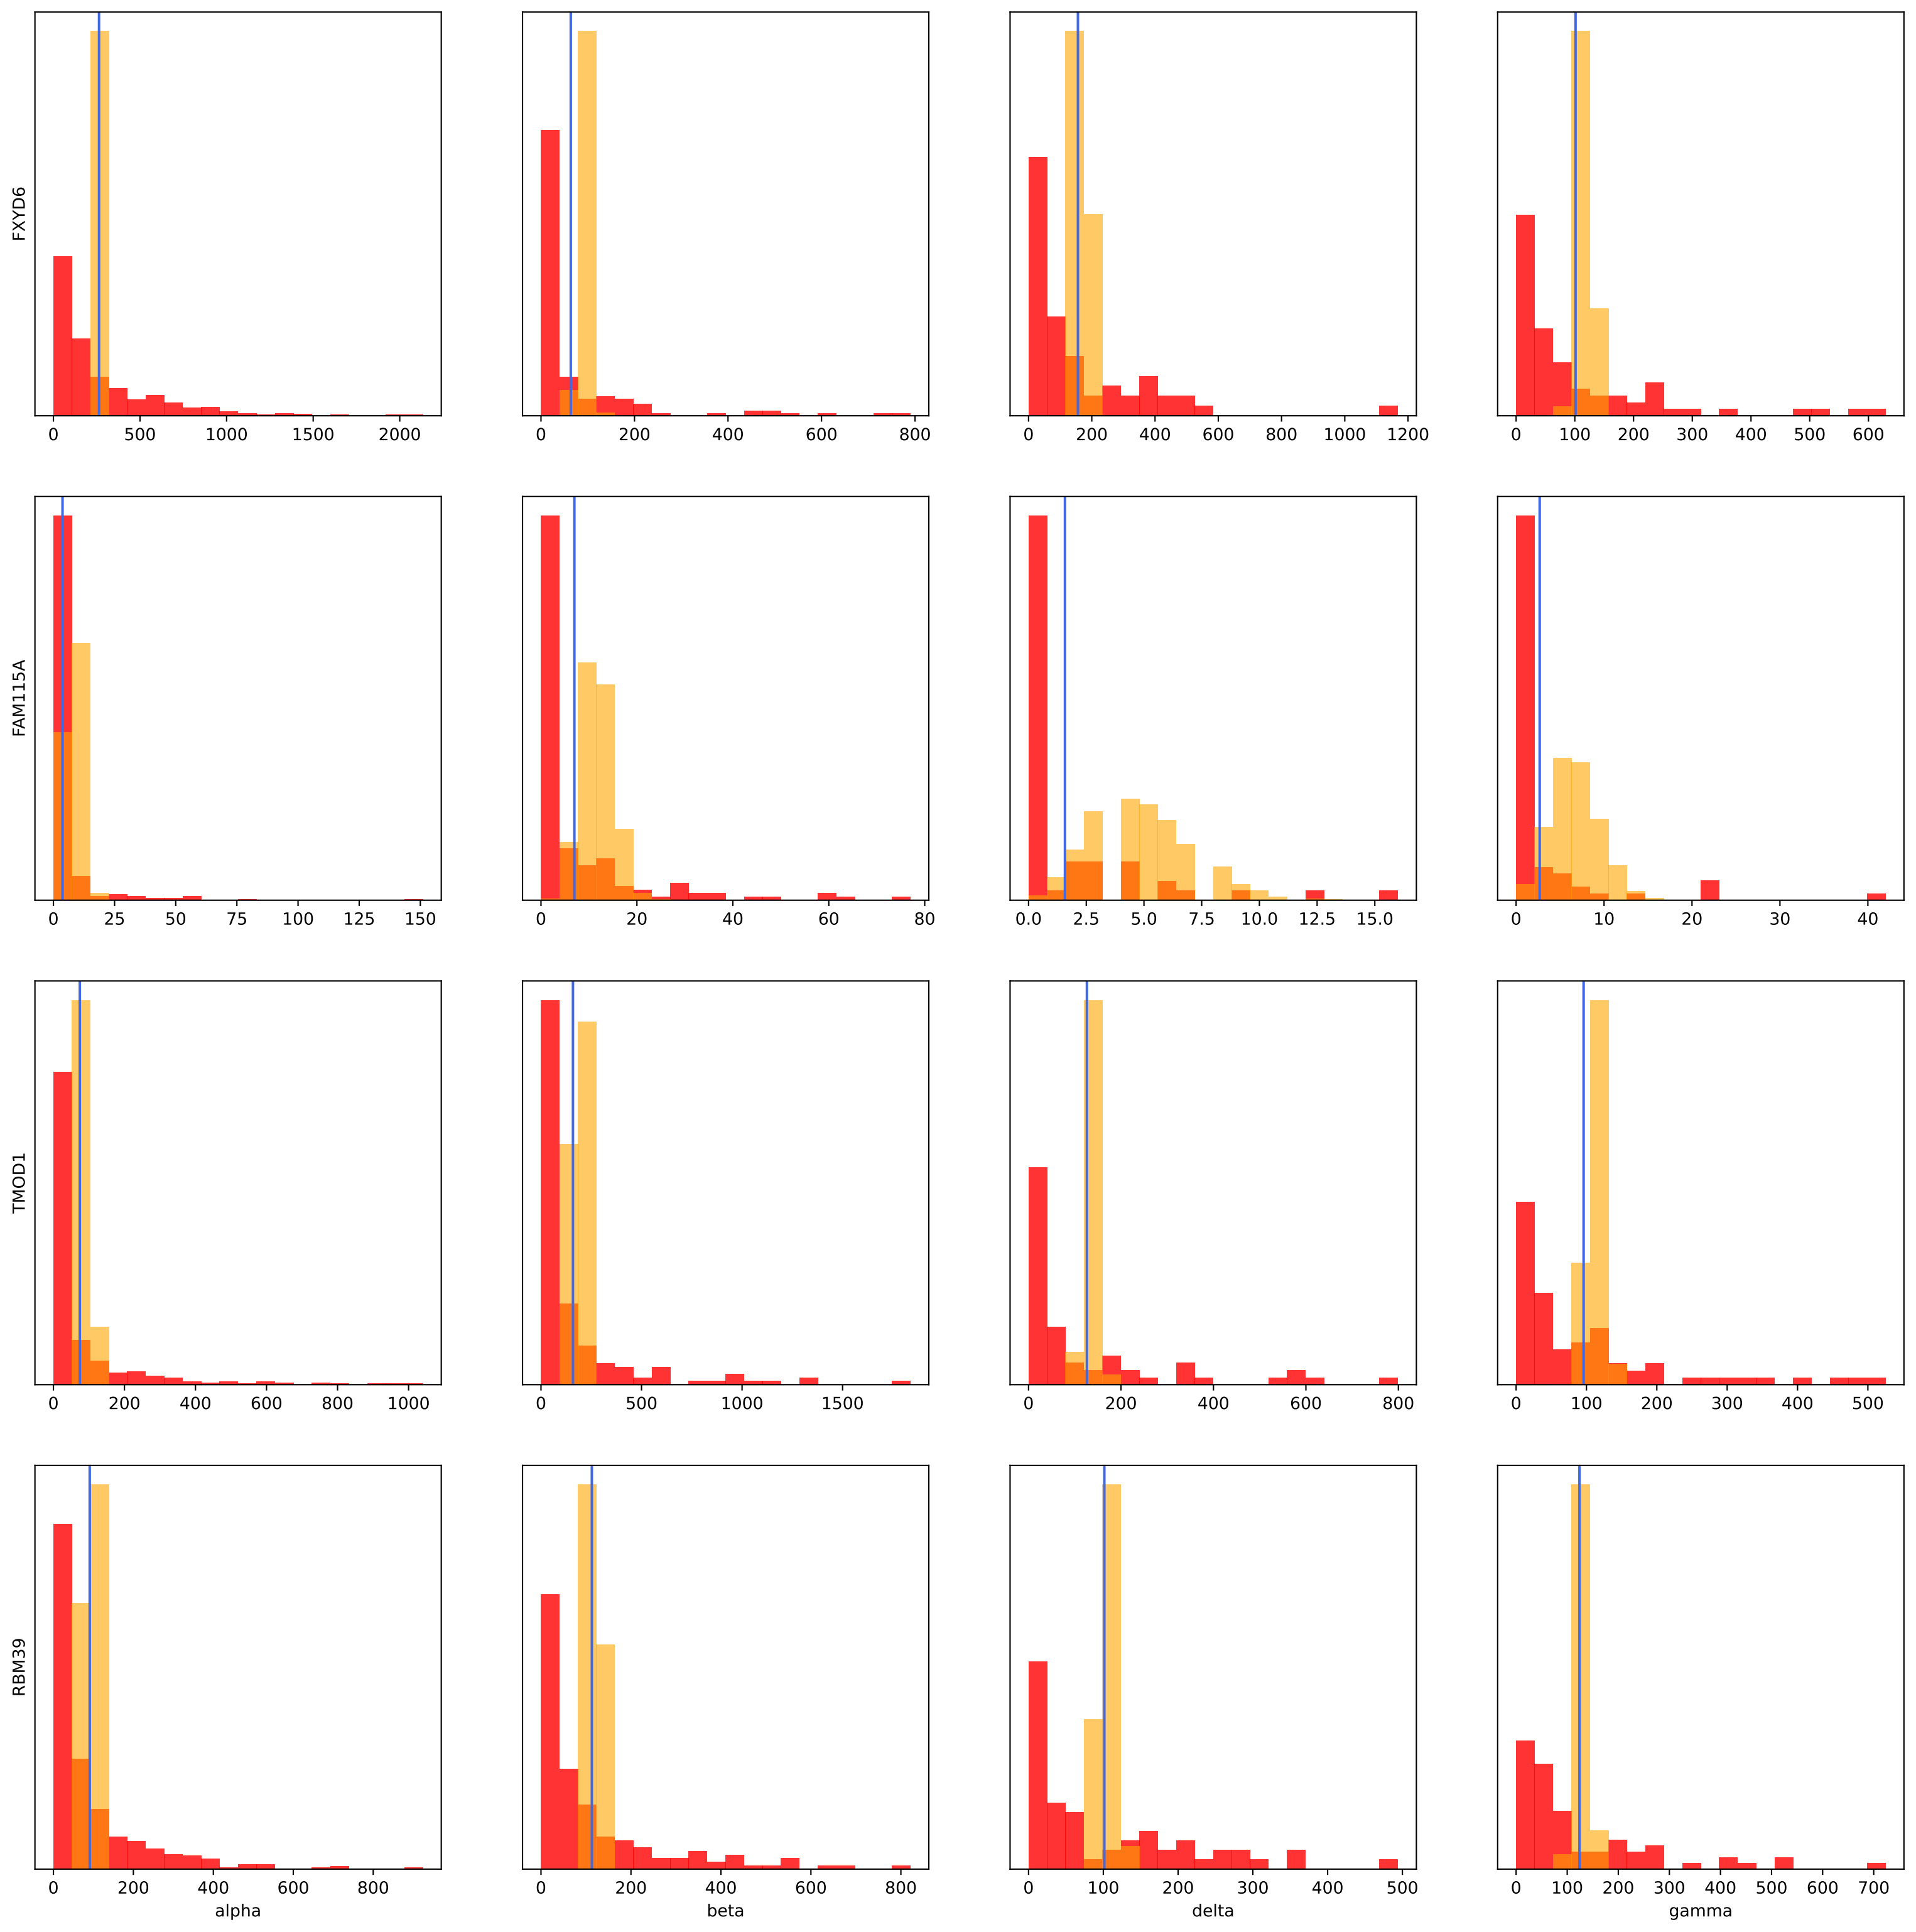 FXYD6
0 500 1000 1500 2000
0 200 400 600 800
0 200 400 600 800 1000 1200
0 100 200 300 400 500 600
FAM115A
0 25 50 75 100 125 150
0 20 40 60 80
0.0 2.5 5.0 7.5 10.0 12.5 15.0
0 10 20 30 40
TMOD1
0 200 400 600 800 1000
0 500 1000 1500
0 200 400 600 800
0 100 200 300 400 500
RBM39
0 200 400 600 800
alpha
0 200 400 600 800
beta
0 100 200 300 400 500
delta
0 100 200 300 400 500 600 700
gamma